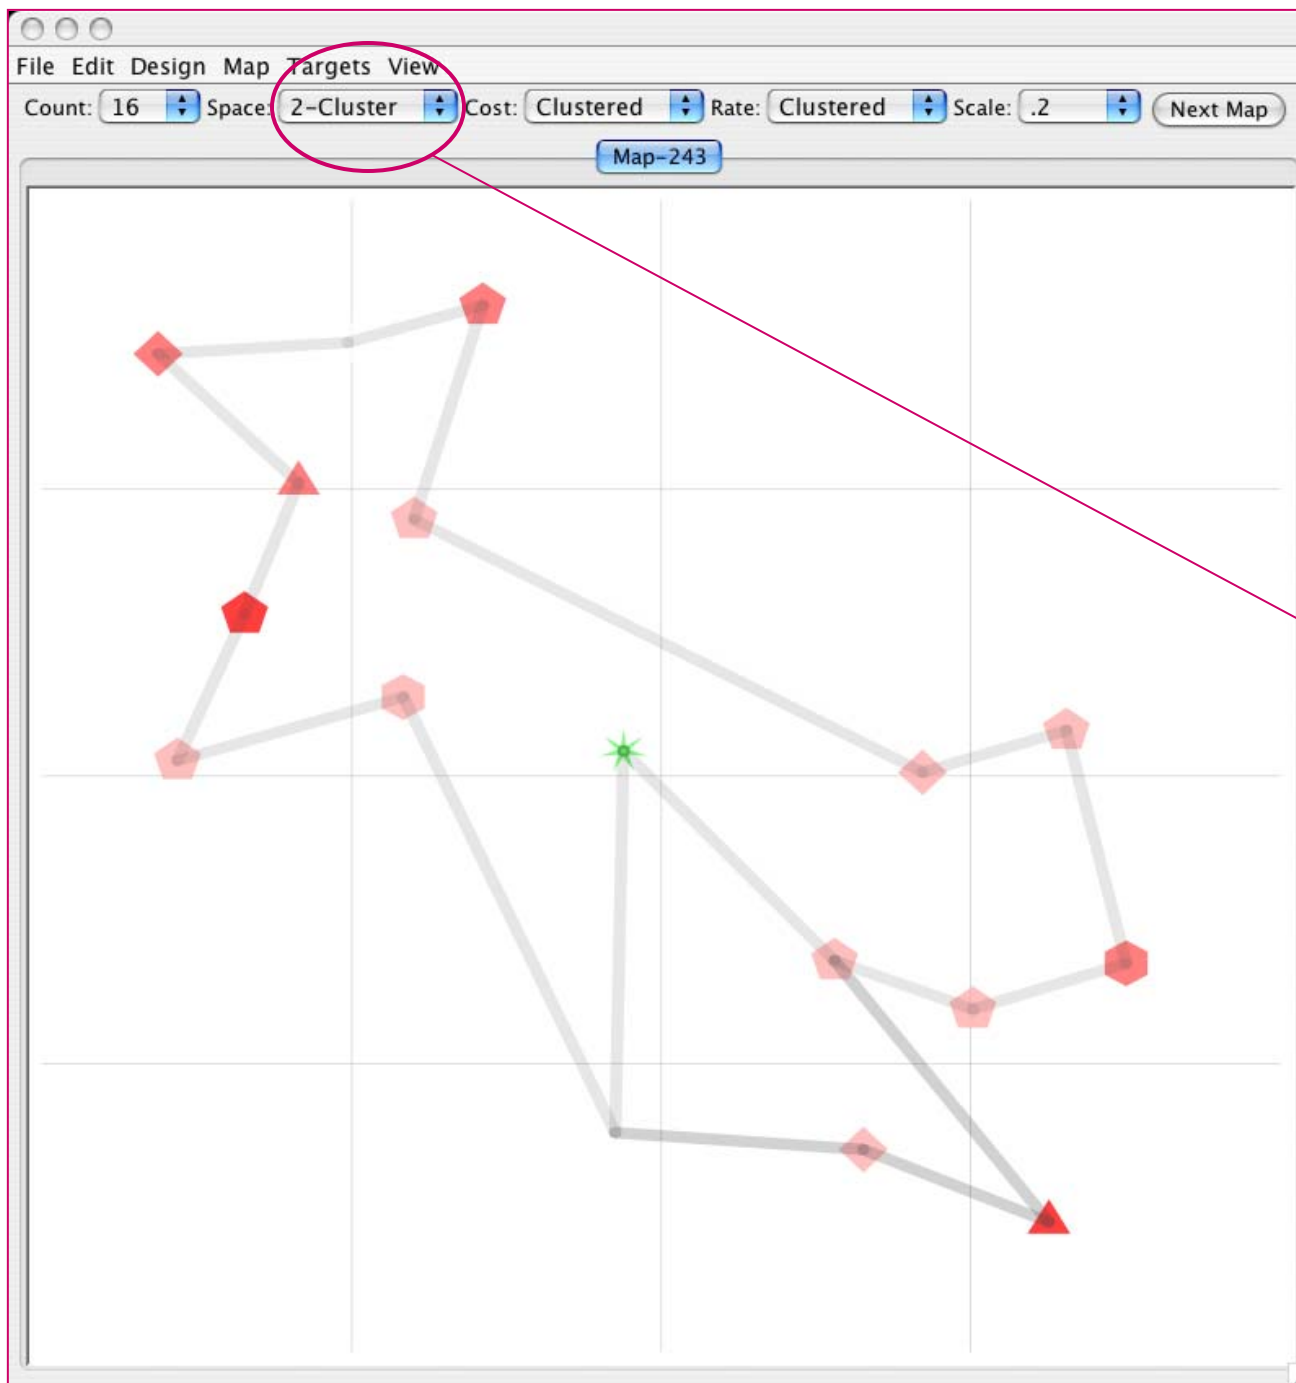 File Edit Design Map Targets View
Count: 16 Space: 2-Cluster Cost: Clustered Rate: Clustered Scale: .2 Next Map
Map-243